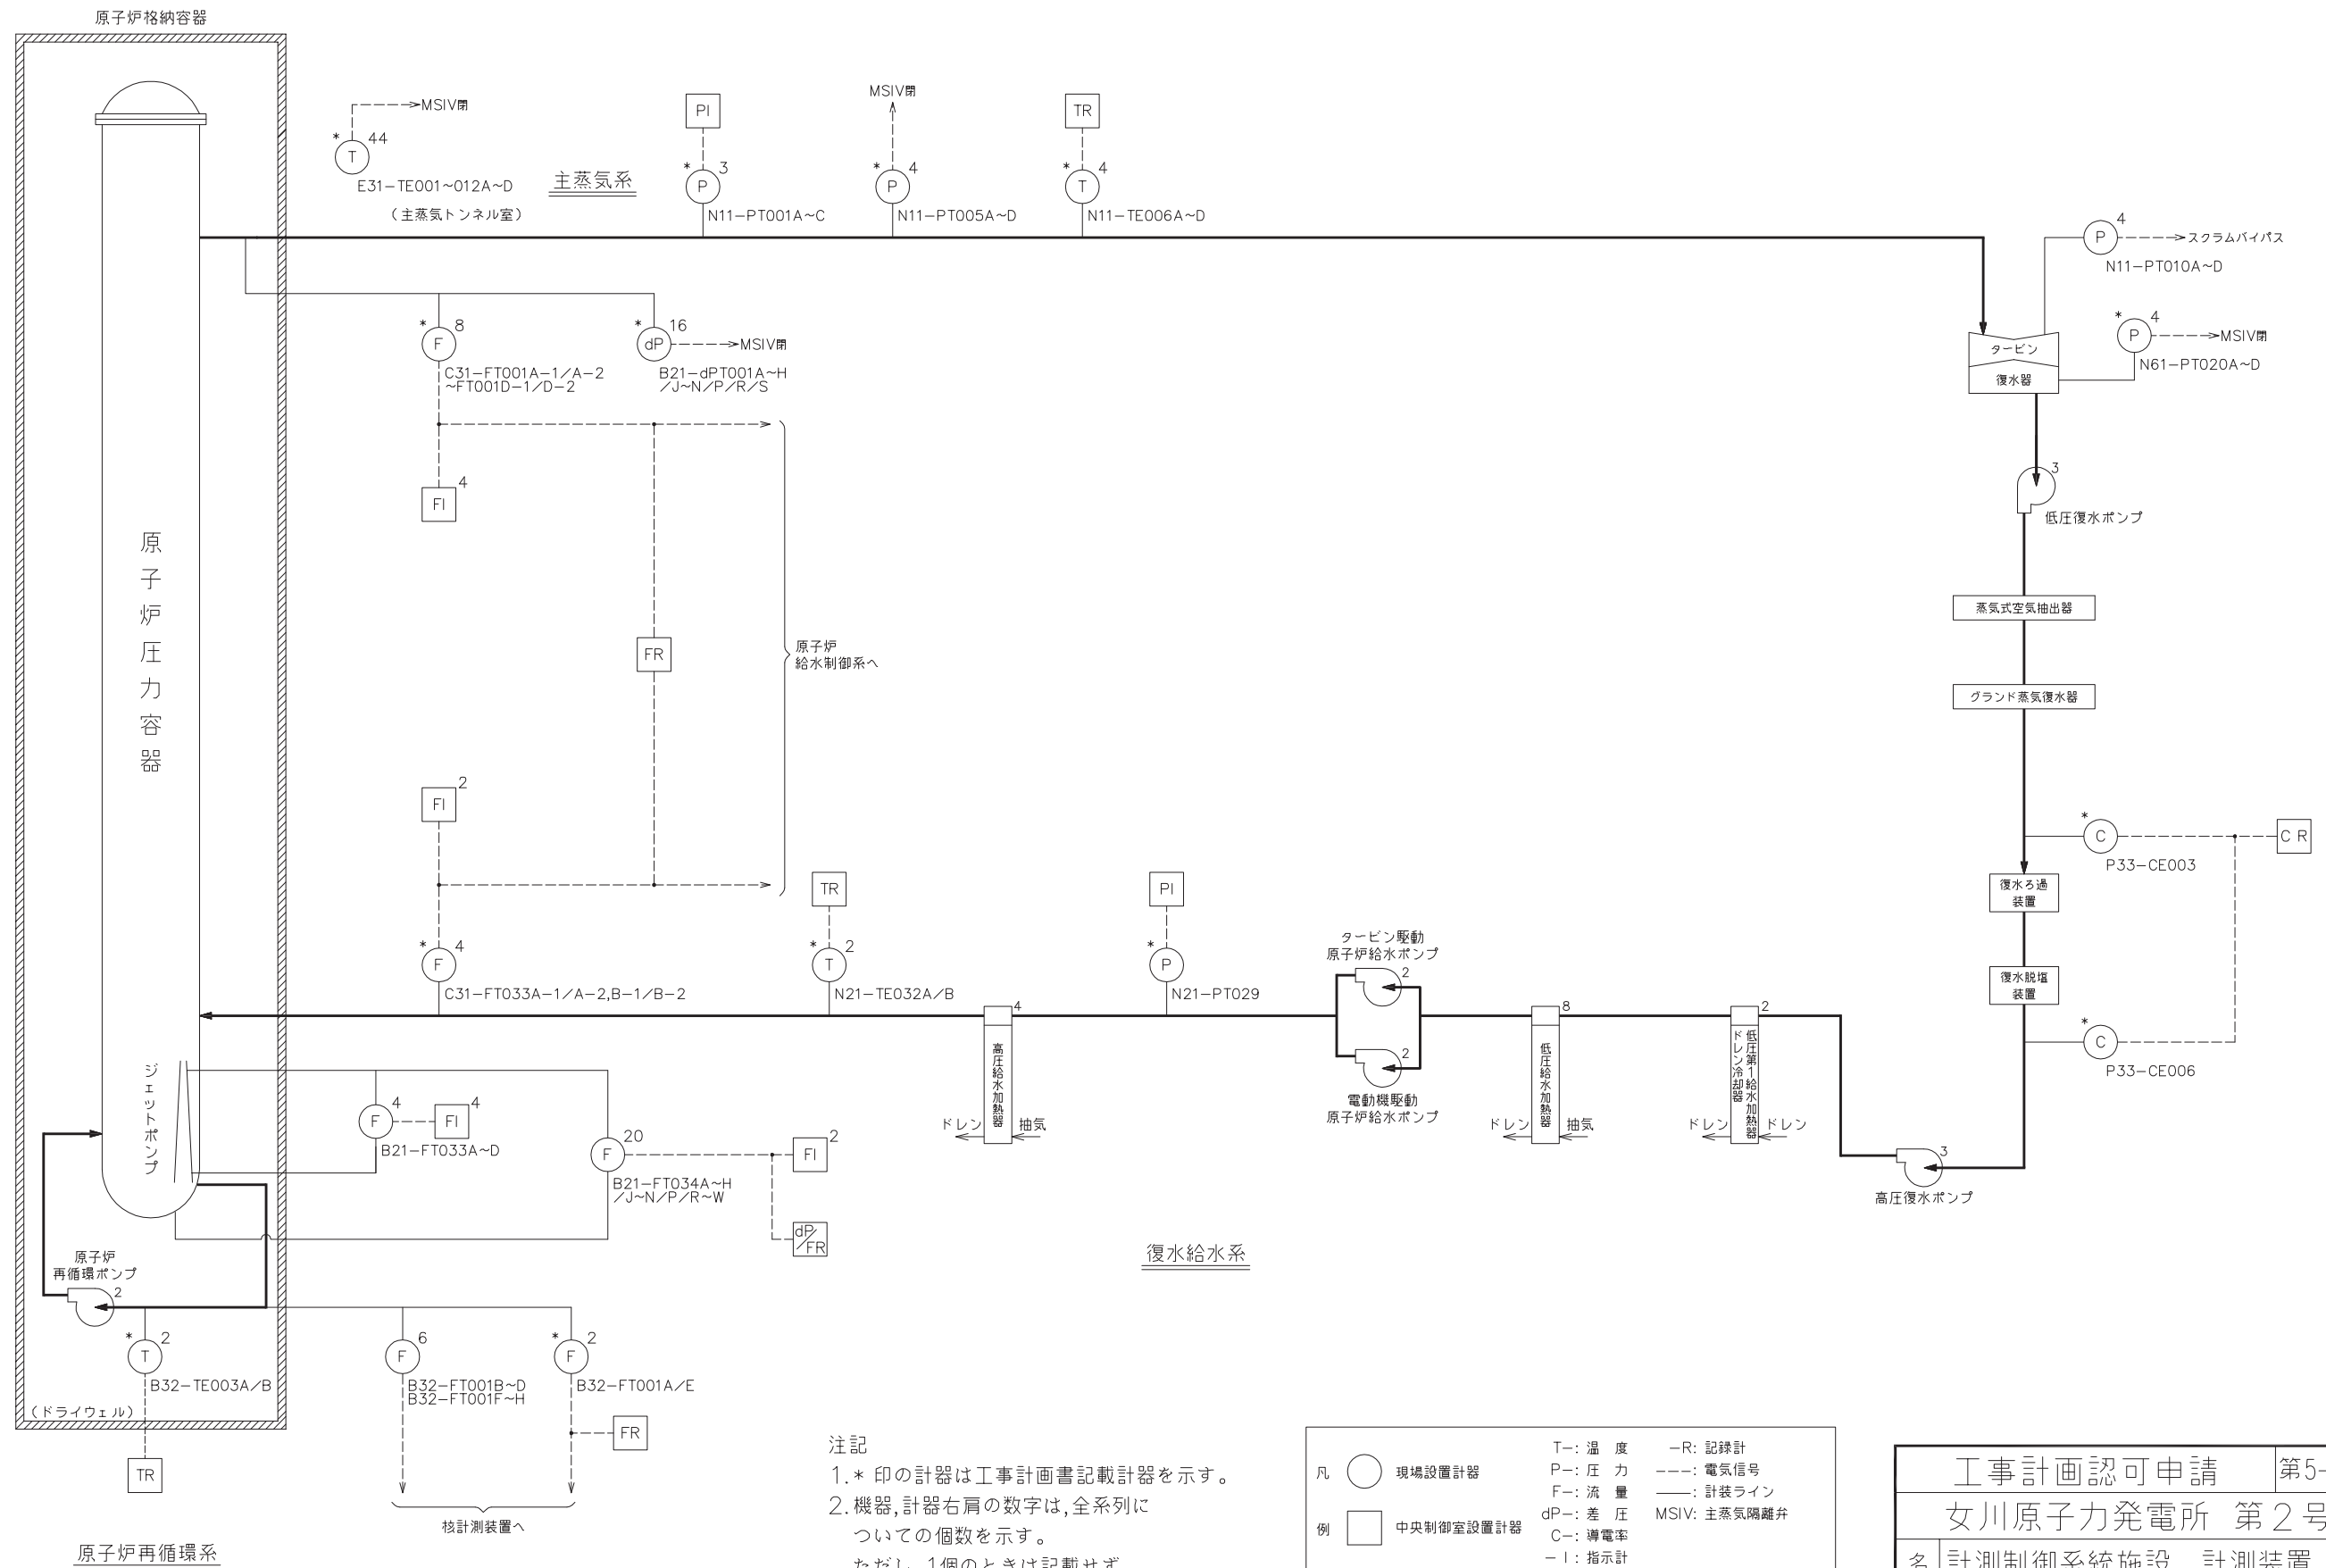 原子炉格納容器
MSIV閉
* 44
T
E31-TE001~012A~D
(主蒸気トンネル室)
主蒸気系
PI
* 3
P
N11-PT001A~C
MSIV閉
* 4
P
N11-PT005A~D
TR
* 4
T
N11-TE006A~D
4
P
スクラムバイパス
N11-PT010A~D
* 4
P
MSIV閉
N61-PT020A~D
タービン
復水器
* 8
F
C31-FT001A-1/A-2
~FT001D-1/D-2
* 16
dP
MSIV閉
B21-dPT001A~H
/J~N/P/R/S
FI 4
3
低圧復水ポンプ
原子炉圧力容器
蒸気式空気抽出器
FR
原子炉
給水制御系へ
グランド蒸気復水器
FI 2
* C
CR
P33-CE003
復水ろ過
装置
* 4
F
C31-FT033A-1/A-2,B-1/B-2
TR
* 2
T
N21-TE032A/B
PI
* P
N21-PT029
タービン駆動
原子炉給水ポンプ
2
2
電動機駆動
原子炉給水ポンプ
復水脱塩
装置
* C
P33-CE006
4
高圧給水加熱器
ドレン
抽気
8
低圧給水加熱器
ドレン
抽気
2
低圧第1給水加熱器
ドレン冷却器
ドレン
ドレン
3
高圧復水ポンプ
ジェットポンプ
4
F
FI 4
B21-FT033A~D
20
F
FI 2
B21-FT034A~H
/J~N/P/R~W
dP/FR
復水給水系
原子炉
再循環ポンプ
2
* 2
T
B32-TE003A/B
(ドライウェル)
TR
6
F
B32-FT001B~D
B32-FT001F~H
* 2
F
B32-FT001A/E
FR
核計測装置へ
原子炉再循環系
注記
1.* 印の計器は工事計画書記載計器を示す。
2.機器,計器右肩の数字は,全系列に
ついての個数を示す。
ただし,1個のときは記載せず
凡例
現場設置計器
中央制御室設置計器
T-: 温 度
P-: 圧 力
F-: 流 量
dP-: 差 圧
C-: 導電率
-I: 指示計
-R: 記録計
---: 電気信号
——: 計装ライン
MSIV: 主蒸気隔離弁
工事計画認可申請 第5-
女川原子力発電所 第2号
名 計測制御系統施設 計測装置